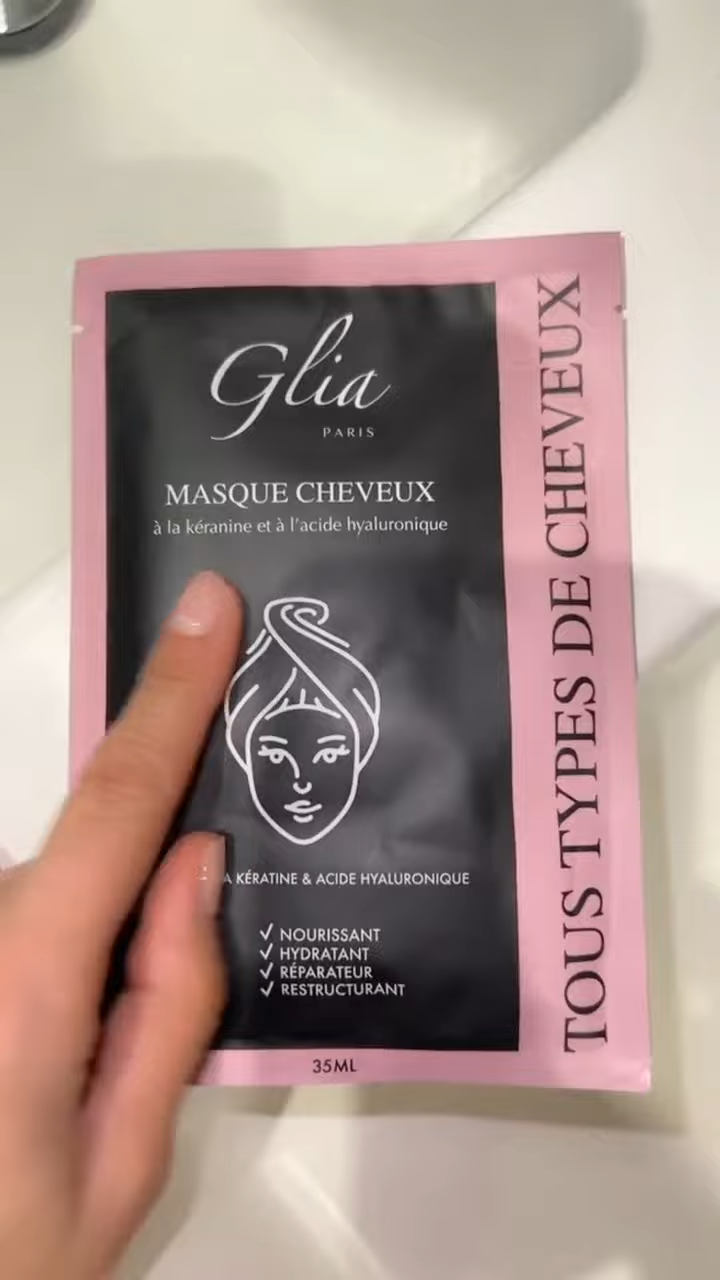 Glia
PARIS
MASQUE CHEVEUX
à la kéranine et à l'acide hyaluronique
KÉRATINE & ACIDE HYALURONIQUE
✓ NOURISSANT
✓ HYDRATANT
✓ RÉPARATEUR
✓ RESTRUCTURANT
35ML
TOUS TYPES DE CHEVEUX